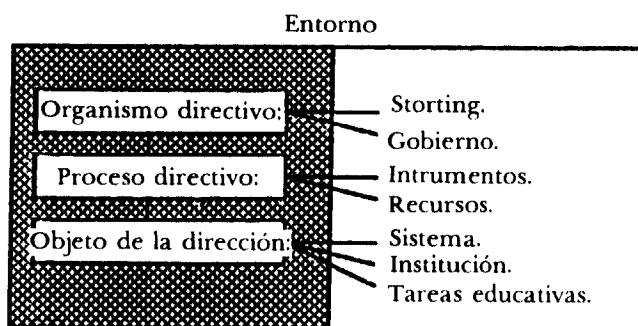 Entorno
Organismo directivo:
Storting.
Gobierno.
Proceso directivo:
Intrumentos.
Recursos.
Objeto de la dirección:
Sistema.
Institución.
Tareas educativas.